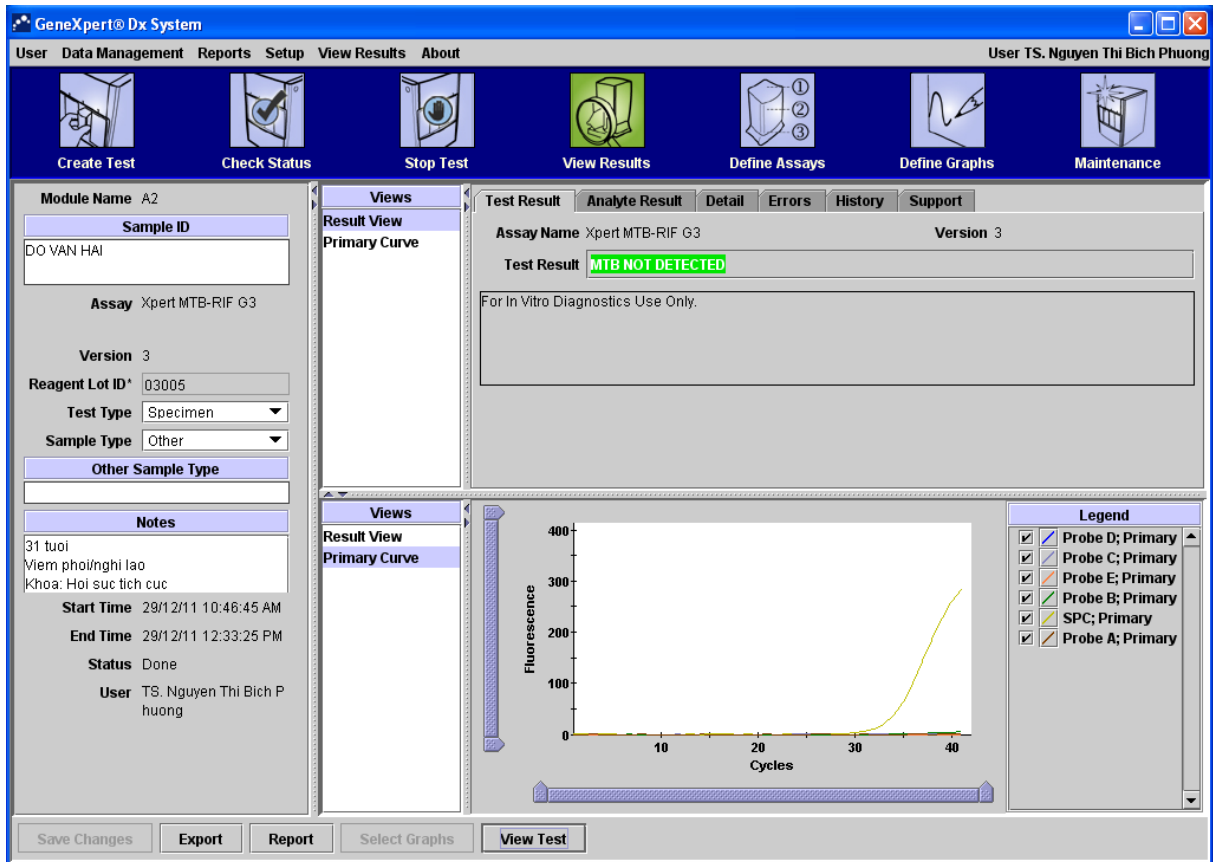 GeneXpert® Dx System
User Data Management Reports Setup View Results About
User TS. Nguyen Thi Bich Phuong
Create Test
Check Status
Stop Test
View Results
Define Assays
Define Graphs
Maintenance
Module Name A2
Sample ID
DO VAN HAI
Assay Xpert MTB-RIF G3
Version 3
Reagent Lot ID* 03005
Test Type Specimen
Sample Type Other
Other Sample Type
Notes
31 tuoi
Viem phoi/nghi lao
Khoa: Hoi suc tich cuc
Start Time 29/12/11 10:46:45 AM
End Time 29/12/11 12:33:25 PM
Status Done
User TS. Nguyen Thi Bich P
huong
Views
Result View
Primary Curve
Test Result Analyte Result Detail Errors History Support
Assay Name Xpert MTB-RIF G3 Version 3
Test Result MTB NOT DETECTED
For In Vitro Diagnostics Use Only.
Views
Result View
Primary Curve
400
300
200
100
0
Fluorescence
10 20 30 40
Cycles
Legend
Probe D; Primary
Probe C; Primary
Probe E; Primary
Probe B; Primary
SPC; Primary
Probe A; Primary
Save Changes Export Report Select Graphs View Test